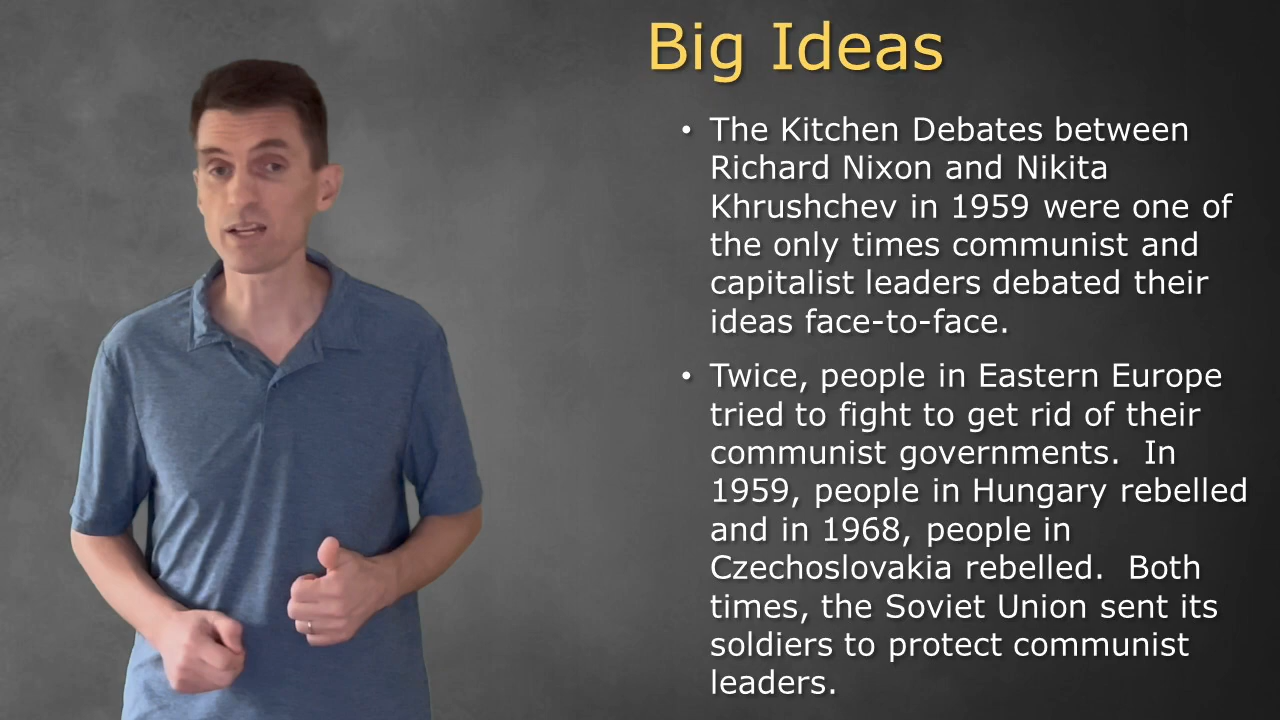 Big Ideas
• The Kitchen Debates between
Richard Nixon and Nikita
Khrushchev in 1959 were one of
the only times communist and
capitalist leaders debated their
ideas face-to-face.
• Twice, people in Eastern Europe
tried to fight to get rid of their
communist governments.  In
1959, people in Hungary rebelled
and in 1968, people in
Czechoslovakia rebelled.  Both
times, the Soviet Union sent its
soldiers to protect communist
leaders.